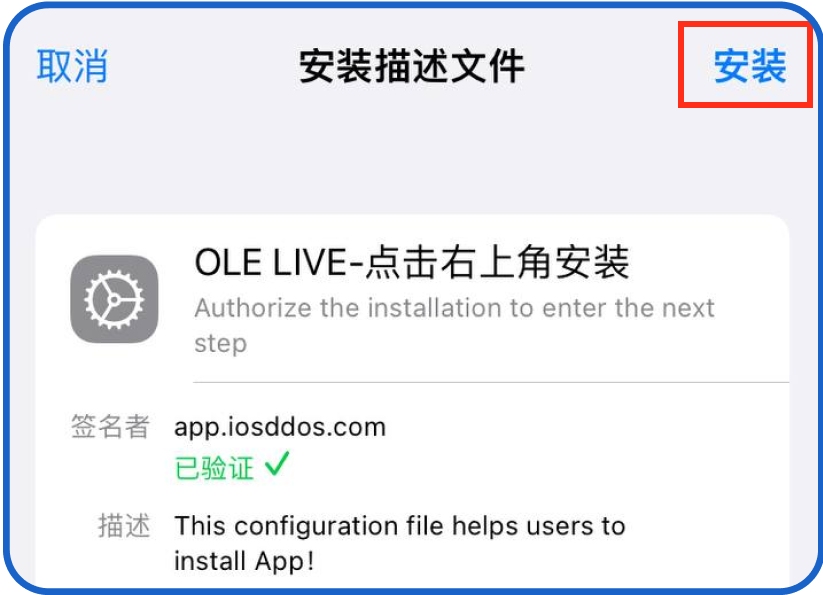 取消 安装描述文件 安装
OLE LIVE-点击右上角安装
Authorize the installation to enter the next
step
签名者 app.iosddos.com
已验证 ✓
描述 This configuration file helps users to
install App!